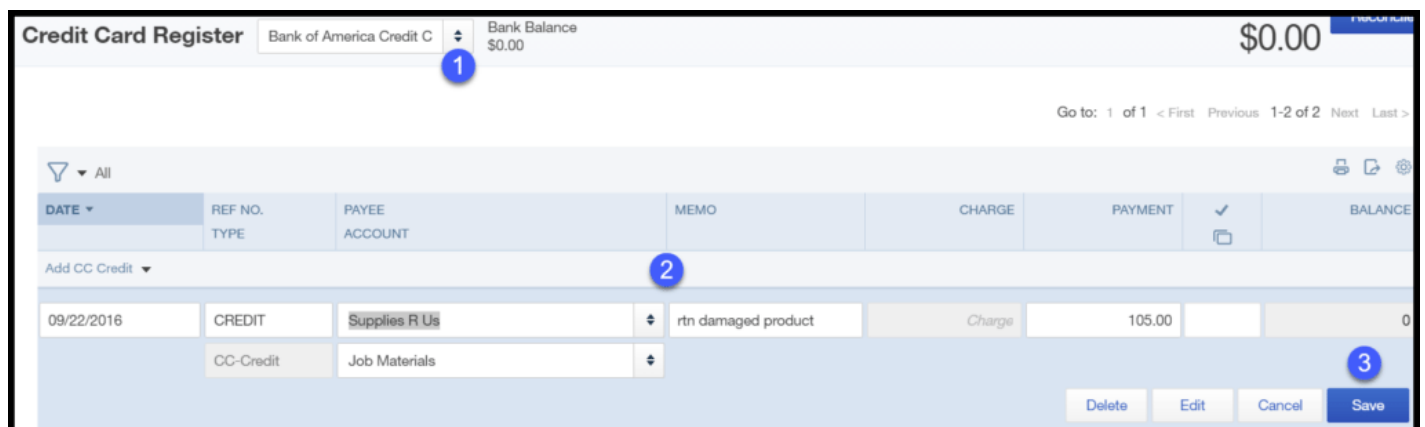 Credit Card Register Bank of America Credit C Bank Balance
$0.00
$0.00 Reconcile
1
Go to: 1 of 1 < First Previous 1-2 of 2 Next Last >
All
DATE REF NO. PAYEE MEMO CHARGE PAYMENT ✓ BALANCE
TYPE ACCOUNT
Add CC Credit 2
09/22/2016 CREDIT Supplies R Us rtn damaged product Charge 105.00 0
CC-Credit Job Materials
3
Delete Edit Cancel Save